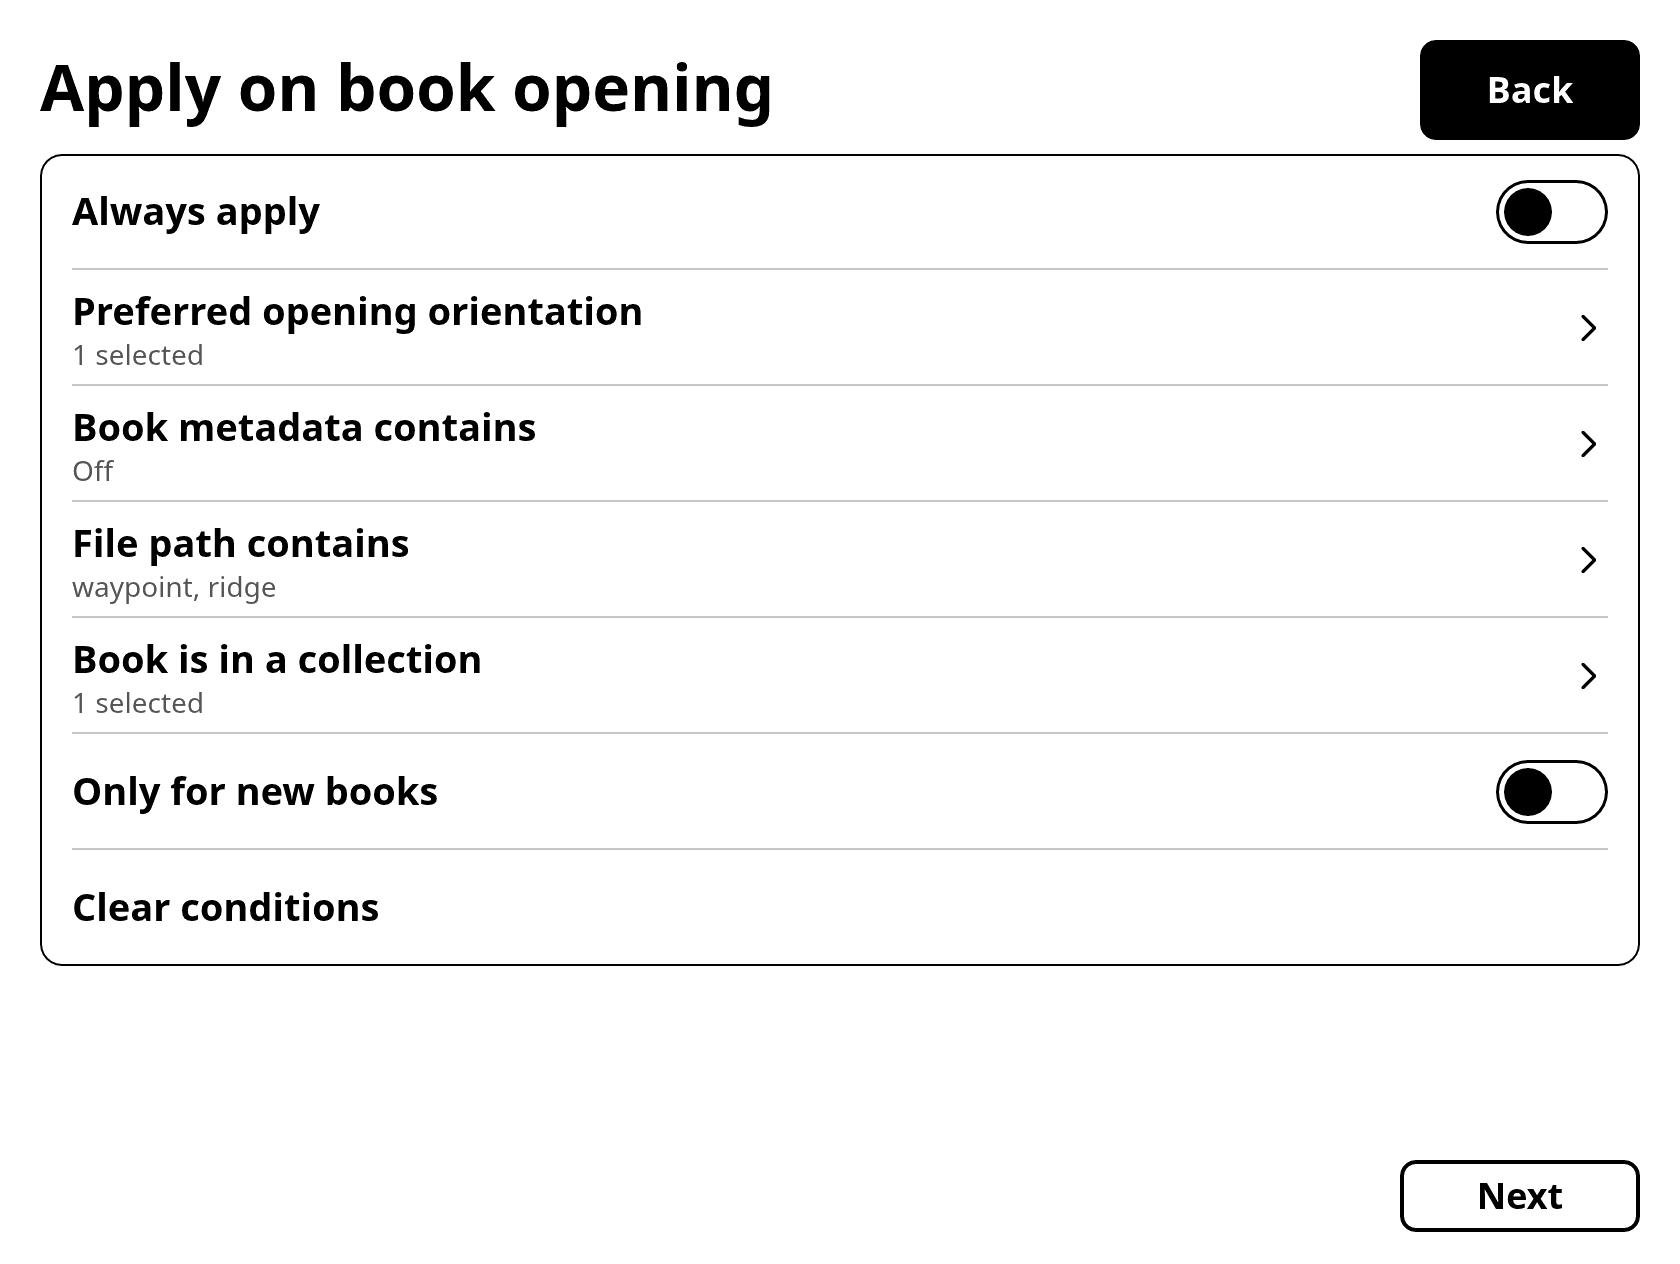 Apply on book opening
Back
Always apply
Preferred opening orientation
1 selected
Book metadata contains
Off
File path contains
waypoint, ridge
Book is in a collection
1 selected
Only for new books
Clear conditions
Next